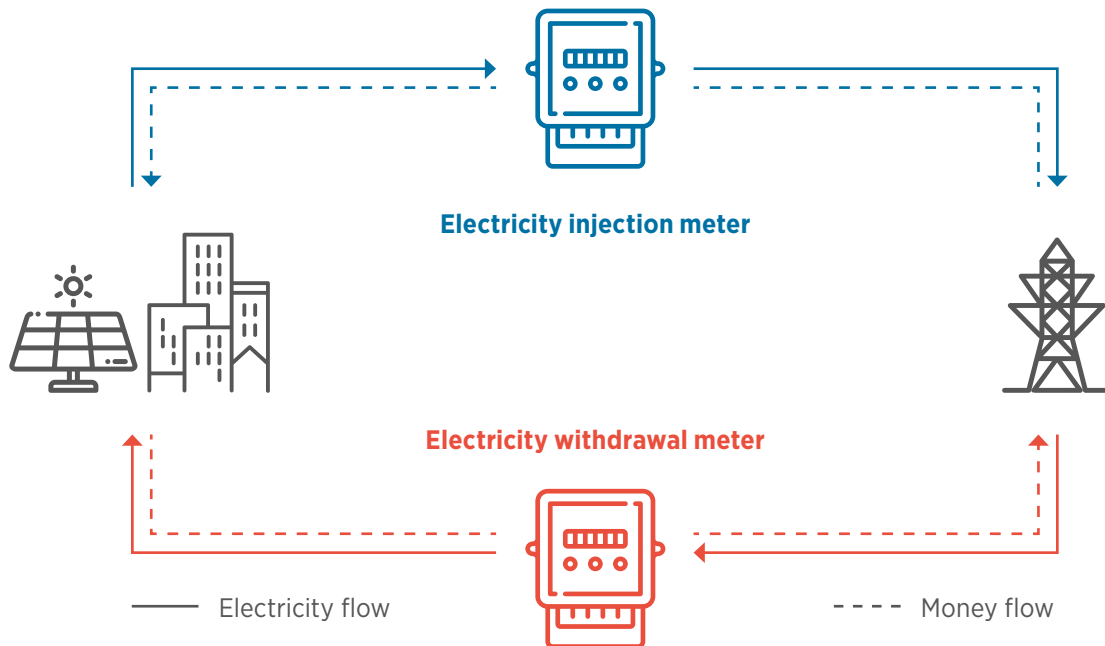 Electricity injection meter
Electricity withdrawal meter
Electricity flow
Money flow